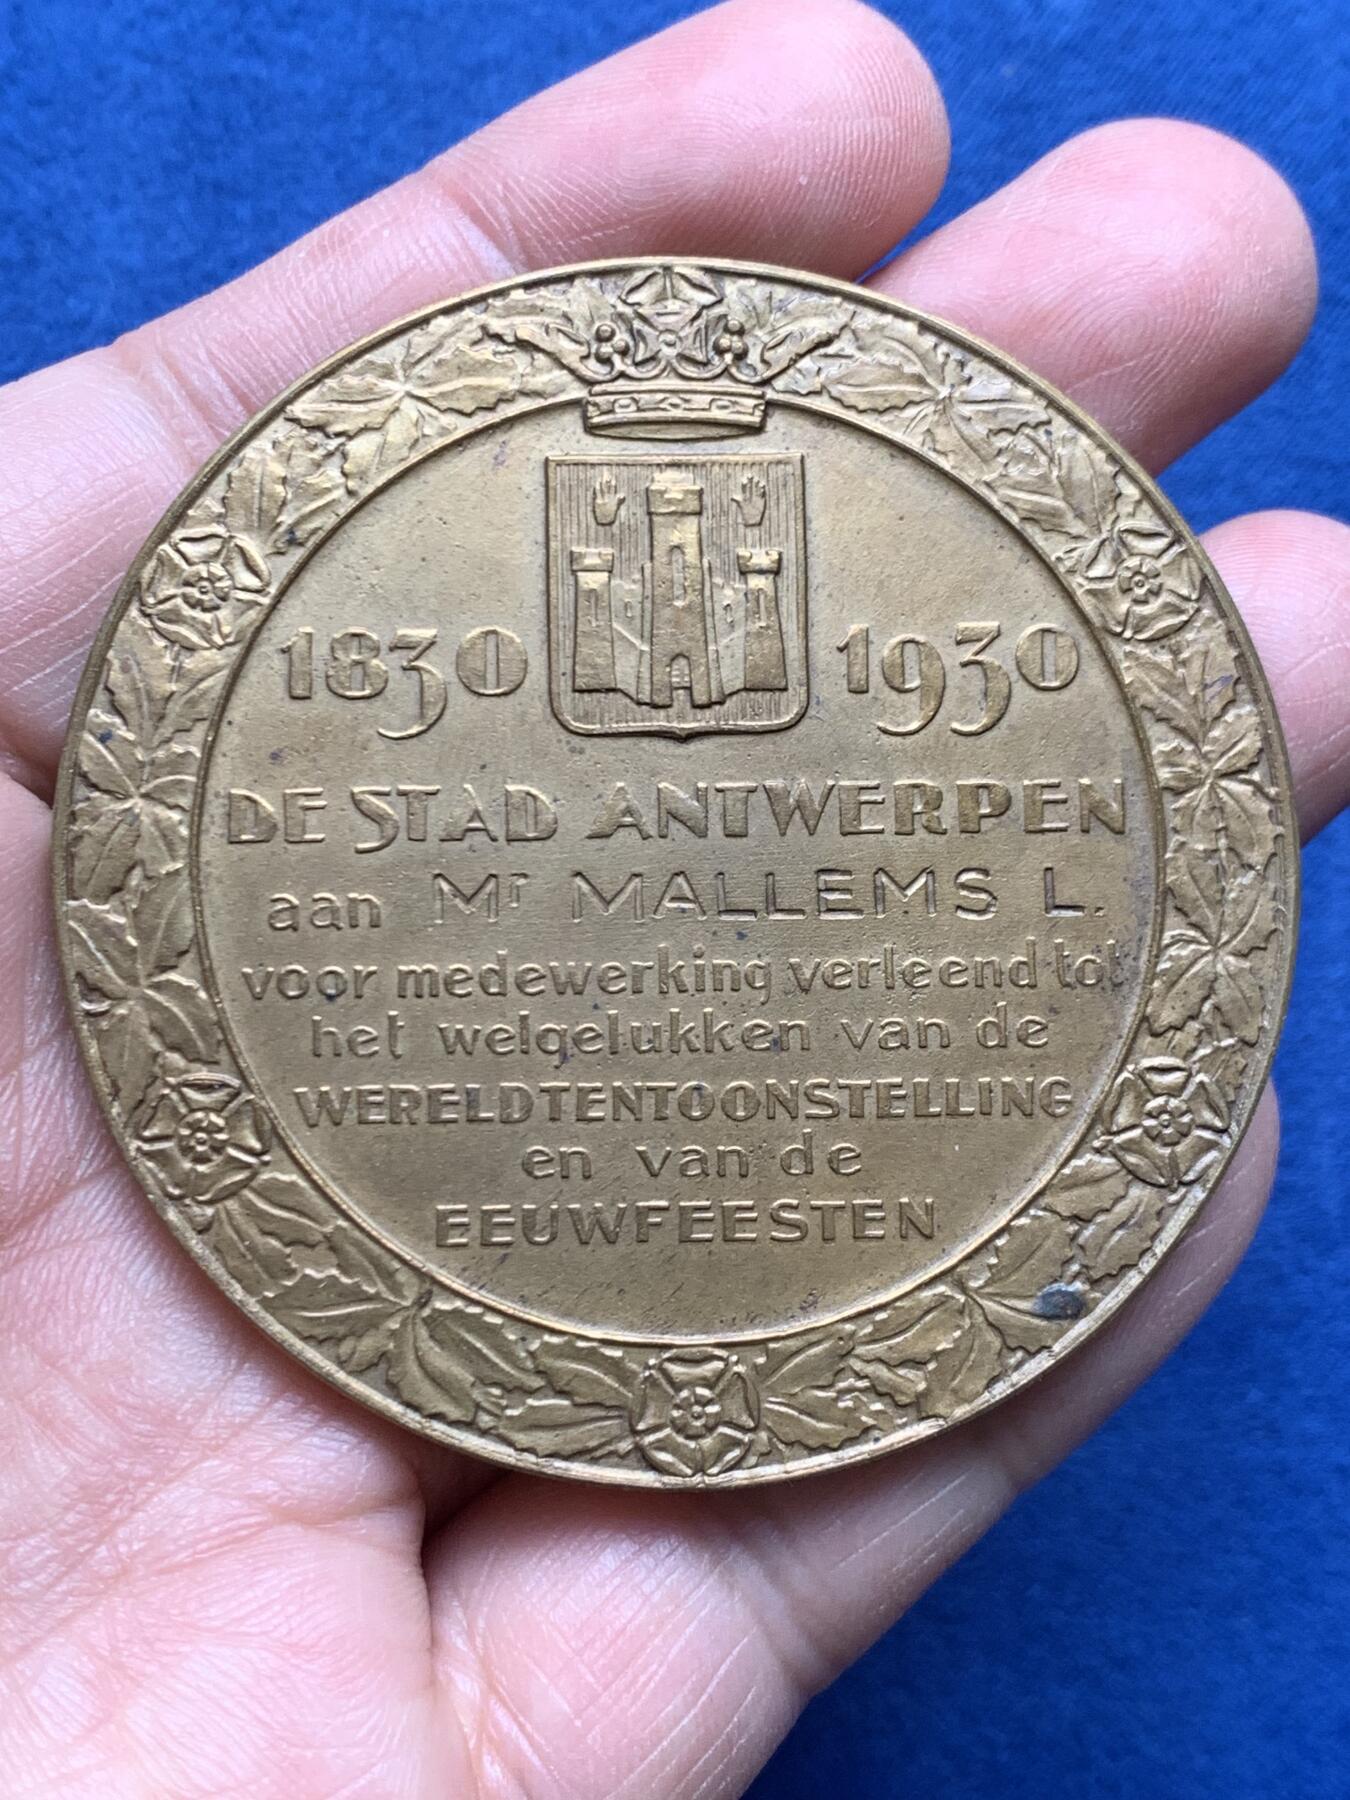 1830 1930
DE STAD ANTWERPEN
aan Mr MALLEMS L.
voor medewerking verleend tot
het welgelukken van de
WERELDTENTOONSTELLING
en van de
EEUWFEESTEN